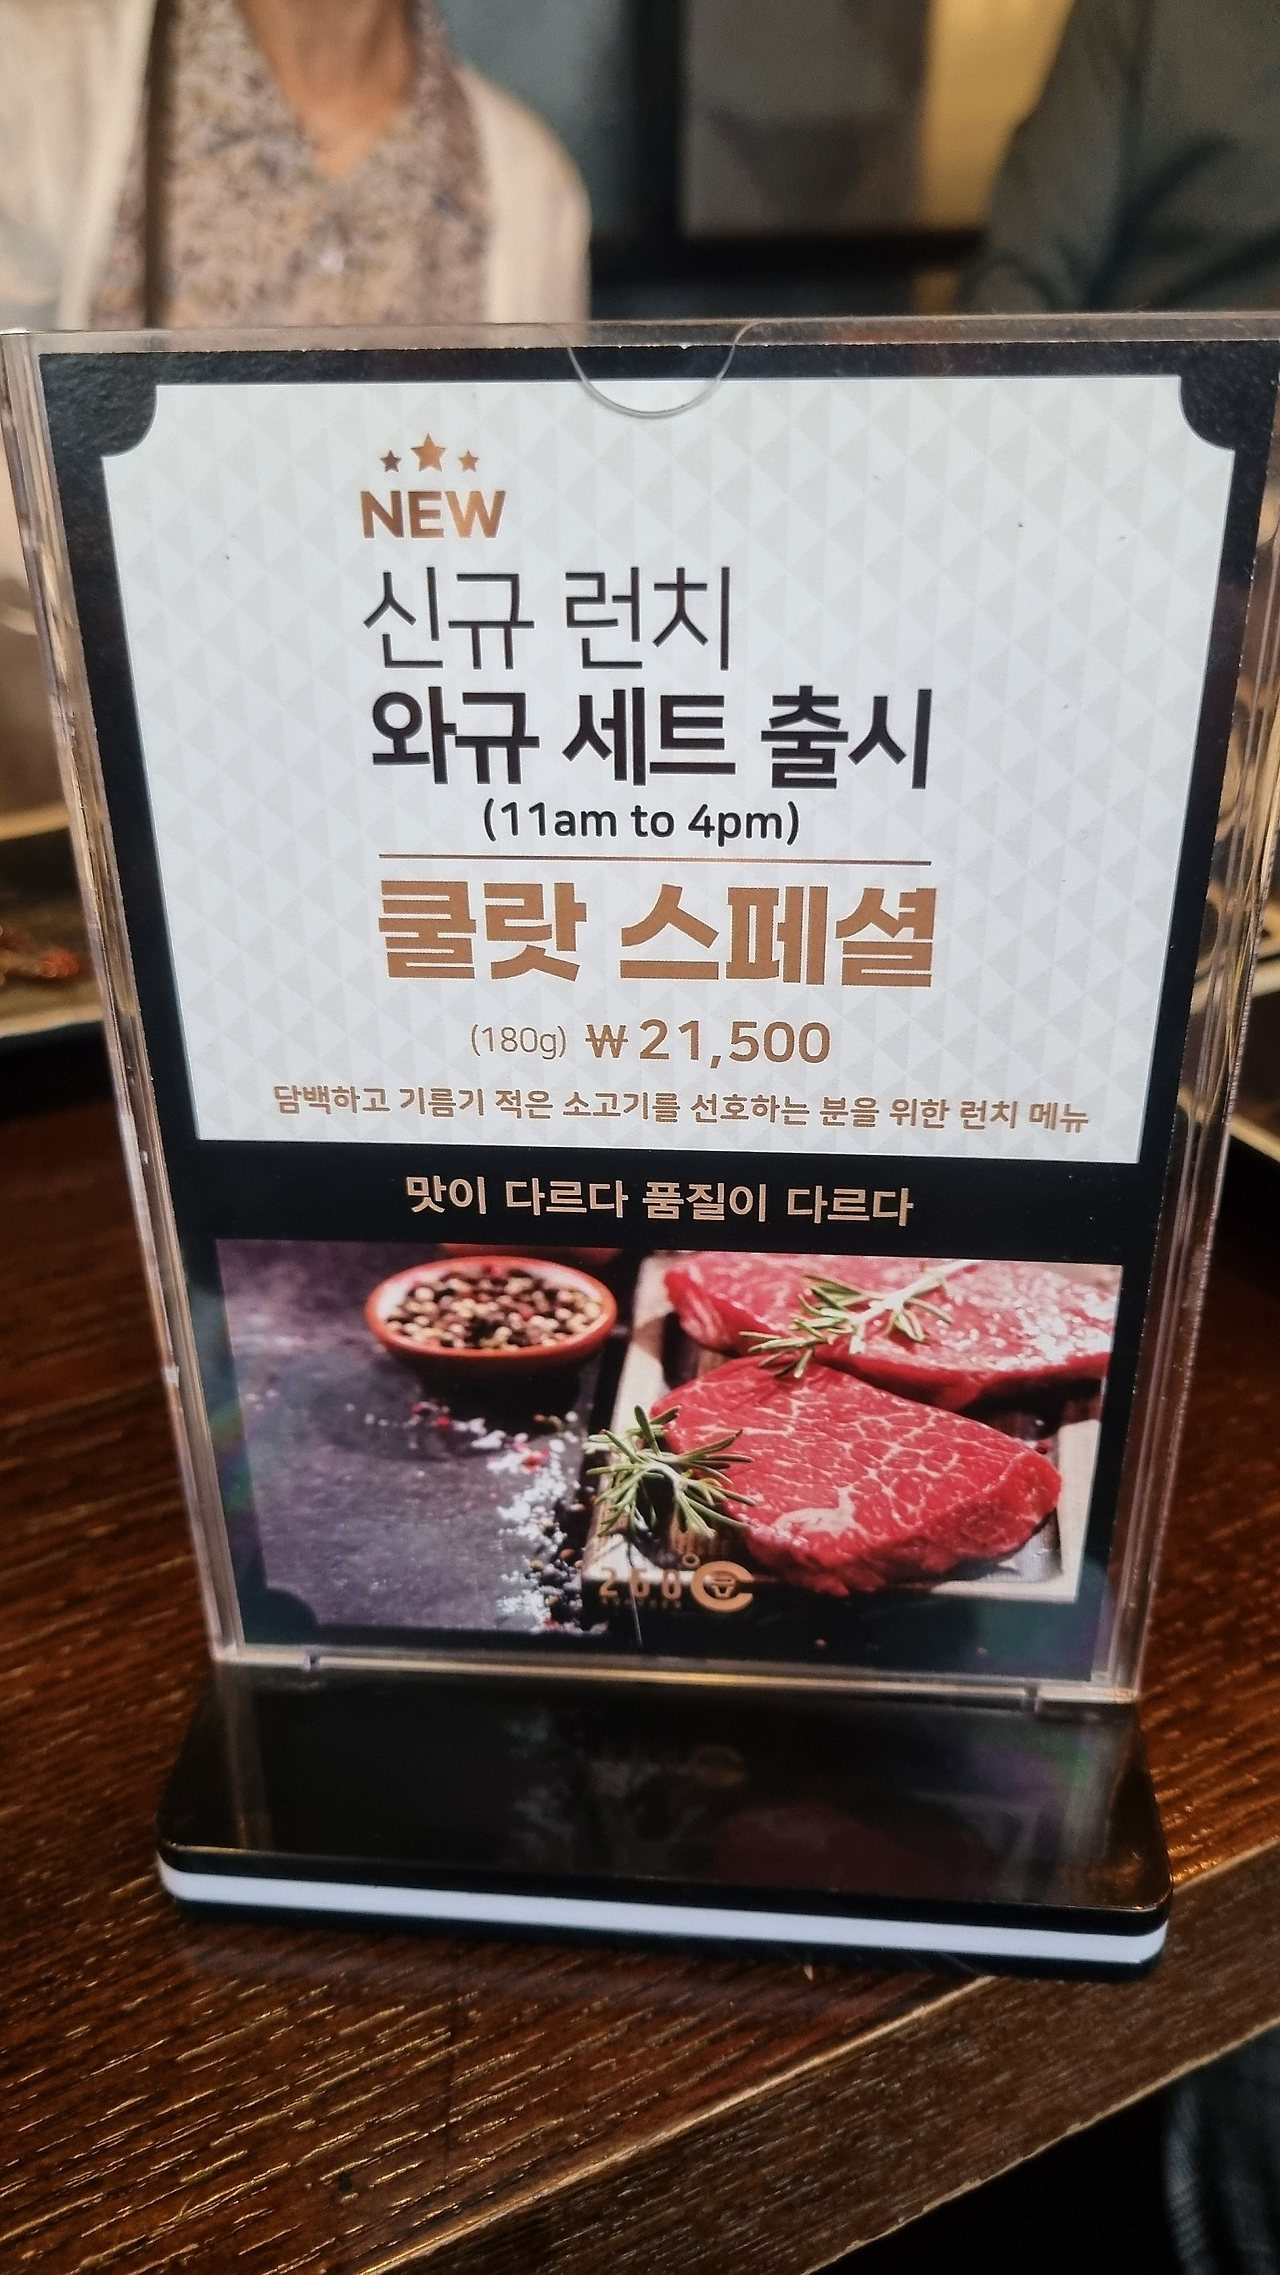 NEW
신규 런치
와규 세트 출시
(11am to 4pm)
쿨랏 스페셜
(180g) ₩21,500
담백하고 기름기 적은 소고기를 선호하는 분을 위한 런치 메뉴
맛이 다르다 품질이 다르다